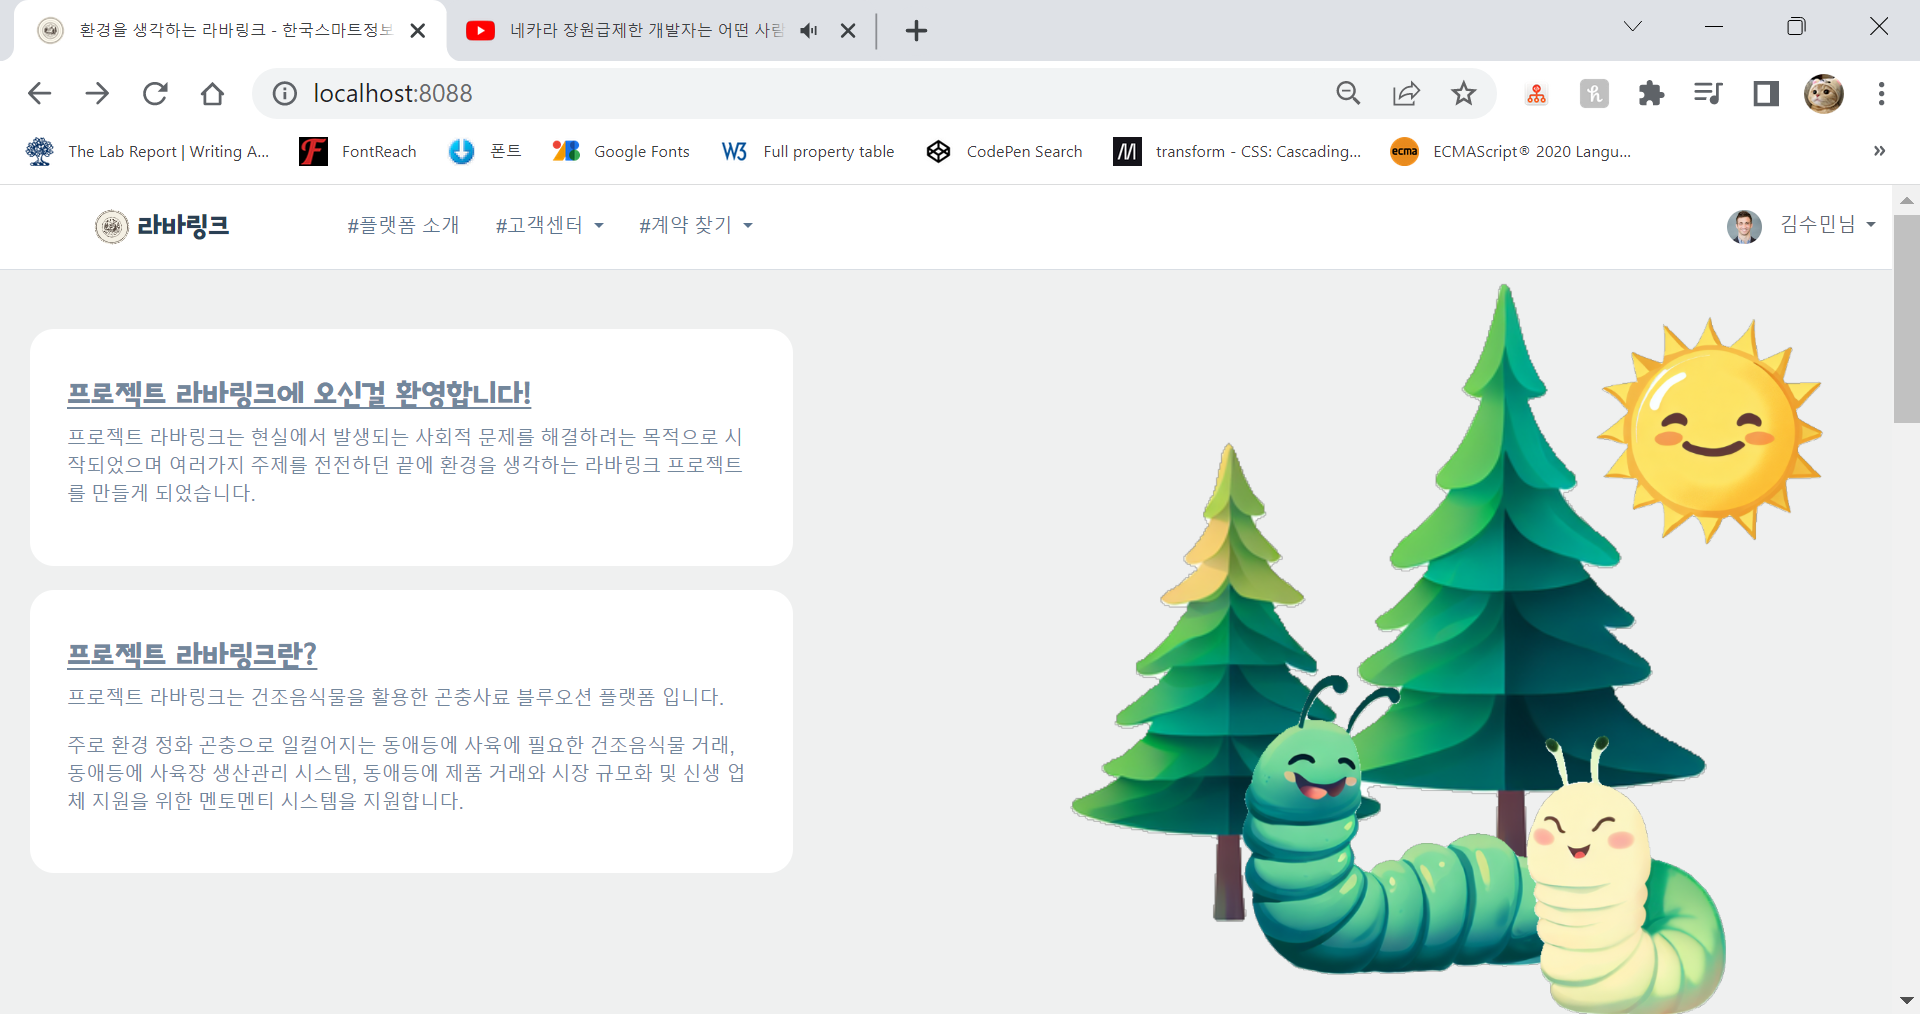 환경을 생각하는 라바링크 - 한국스마트정보
네카라 장원급제한 개발자는 어떤 사람
localhost:8088
The Lab Report | Writing A...
FontReach
폰트
Google Fonts
W3 Full property table
CodePen Search
transform - CSS: Cascading...
ecma ECMAScript® 2020 Langu...
라바링크
#플랫폼 소개
#고객센터
#계약 찾기
김수민님
프로젝트 라바링크에 오신걸 환영합니다!
프로젝트 라바링크는 현실에서 발생되는 사회적 문제를 해결하려는 목적으로 시
작되었으며 여러가지 주제를 전전하던 끝에 환경을 생각하는 라바링크 프로젝트
를 만들게 되었습니다.
프로젝트 라바링크란?
프로젝트 라바링크는 건조음식물을 활용한 곤충사료 블루오션 플랫폼 입니다.
주로 환경 정화 곤충으로 일컬어지는 동애등에 사육에 필요한 건조음식물 거래,
동애등에 사육장 생산관리 시스템, 동애등에 제품 거래와 시장 규모화 및 신생 업
체 지원을 위한 멘토멘티 시스템을 지원합니다.